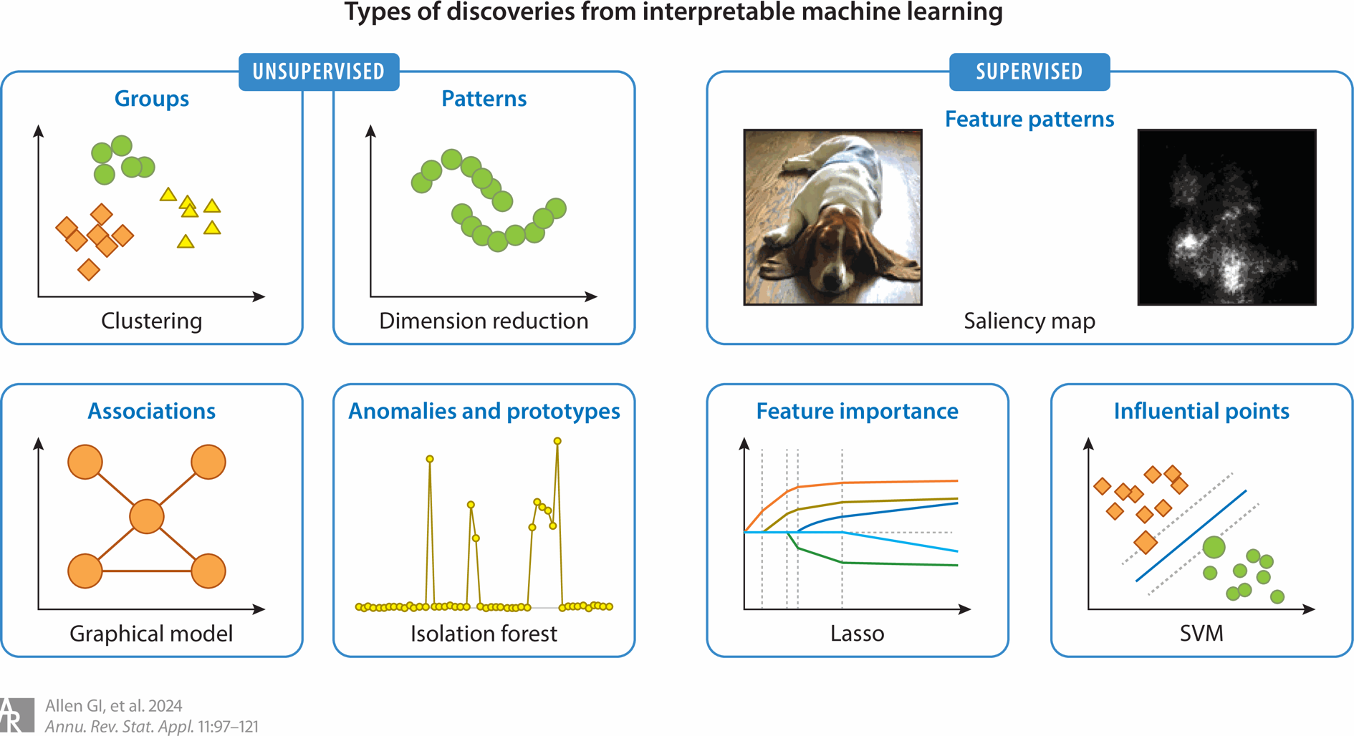 Types of discoveries from interpretable machine learning
UNSUPERVISED
Groups
Clustering
Patterns
Dimension reduction
Associations
Graphical model
Anomalies and prototypes
Isolation forest
SUPERVISED
Feature patterns
Saliency map
Feature importance
Lasso
Influential points
SVM
AR
Allen GI, et al. 2024
Annu. Rev. Stat. Appl. 11:97–121